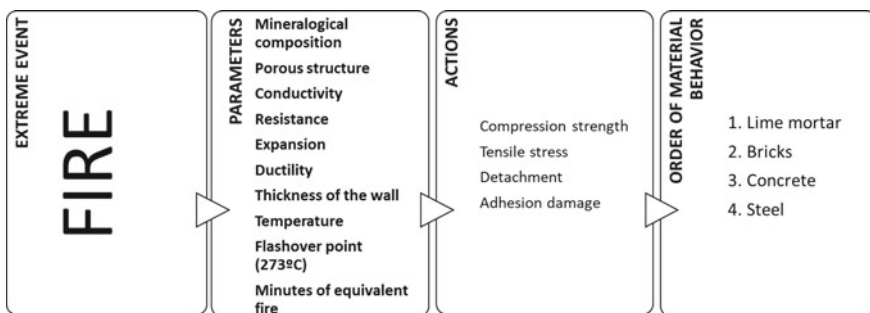 EXTREME EVENT
FIRE
PARAMETERS
Mineralogical
composition
Porous structure
Conductivity
Resistance
Expansion
Ductility
Thickness of the wall
Temperature
Flashover point
(273ºC)
Minutes of equivalent
fire
ACTIONS
Compression strength
Tensile stress
Detachment
Adhesion damage
ORDER OF MATERIAL
BEHAVIOR
1. Lime mortar
2. Bricks
3. Concrete
4. Steel